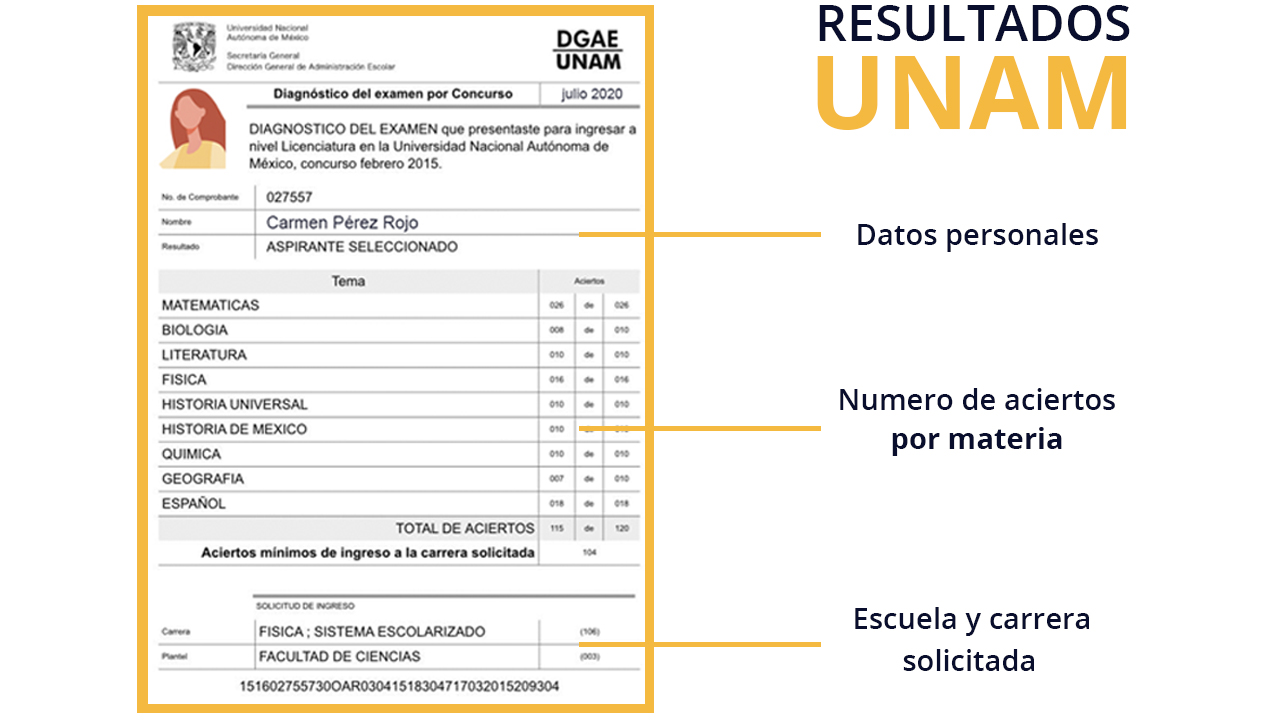 Universidad Nacional
Autónoma de México
Secretaría General
Dirección General de Administración Escolar
DGAE
UNAM
Diagnóstico del examen por Concurso julio 2020
DIAGNOSTICO DEL EXAMEN que presentaste para ingresar a
nivel Licenciatura en la Universidad Nacional Autónoma de
México, concurso febrero 2015.
No. de Comprobante 027557
Nombre Carmen Pérez Rojo
Resultado ASPIRANTE SELECCIONADO
Tema Aciertos
MATEMATICAS 026 de 026
BIOLOGIA 008 de 010
LITERATURA 010 de 010
FISICA 016 de 016
HISTORIA UNIVERSAL 010 de 010
HISTORIA DE MEXICO 010 de 010
QUIMICA 010 de 010
GEOGRAFIA 007 de 010
ESPAÑOL 018 de 018
TOTAL DE ACIERTOS 115 de 120
Aciertos mínimos de ingreso a la carrera solicitada 104
SOLICITUD DE INGRESO
Carrera FISICA ; SISTEMA ESCOLARIZADO (106)
Plantel FACULTAD DE CIENCIAS (003)
151602755730OAR030415183047170320152​09304
RESULTADOS
UNAM
Datos personales
Numero de aciertos
por materia
Escuela y carrera
solicitada